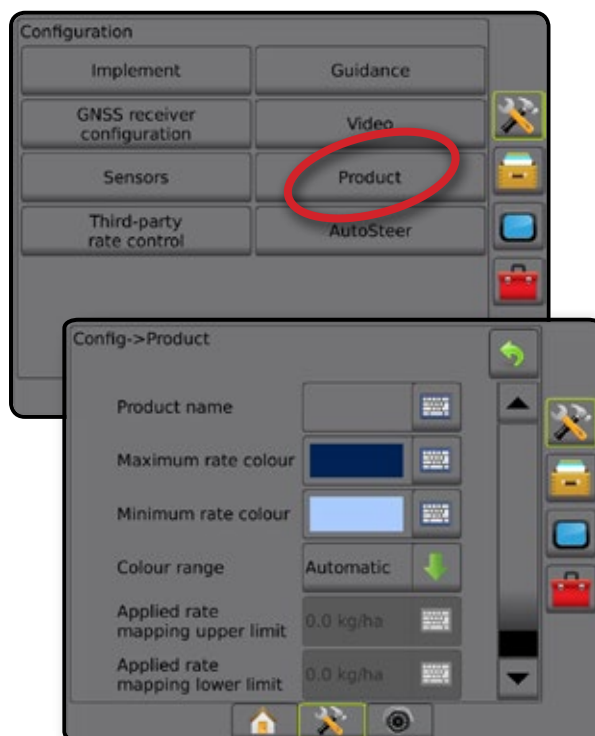 Configuration
Implement
Guidance
GNSS receiver
configuration
Video
Sensors
Product
Third-party
rate control
AutoSteer
Config->Product
Product name
Maximum rate colour
Minimum rate colour
Colour range
Automatic
Applied rate
mapping upper limit
0.0 kg/ha
Applied rate
mapping lower limit
0.0 kg/ha